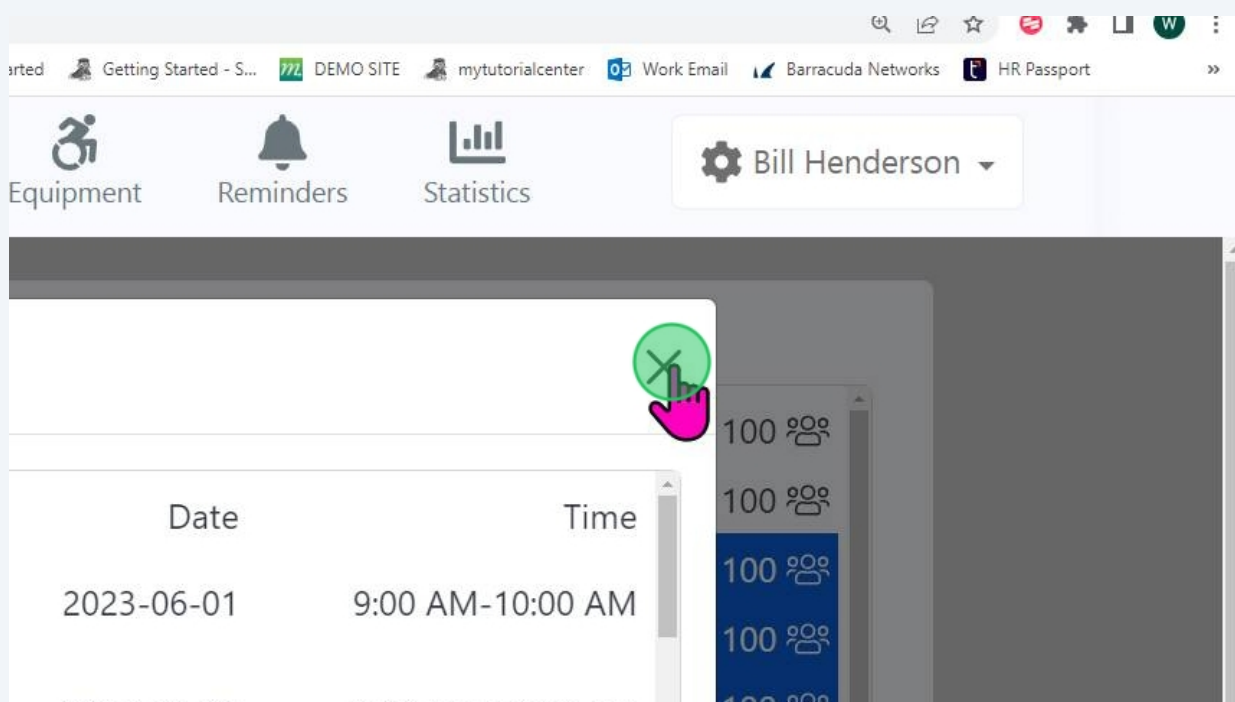 W
arted Getting Started - S... DEMO SITE mytutorialcenter Work Email Barracuda Networks HR Passport »
Equipment Reminders Statistics Bill Henderson
100
100
Date Time
100
2023-06-01 9:00 AM-10:00 AM
100